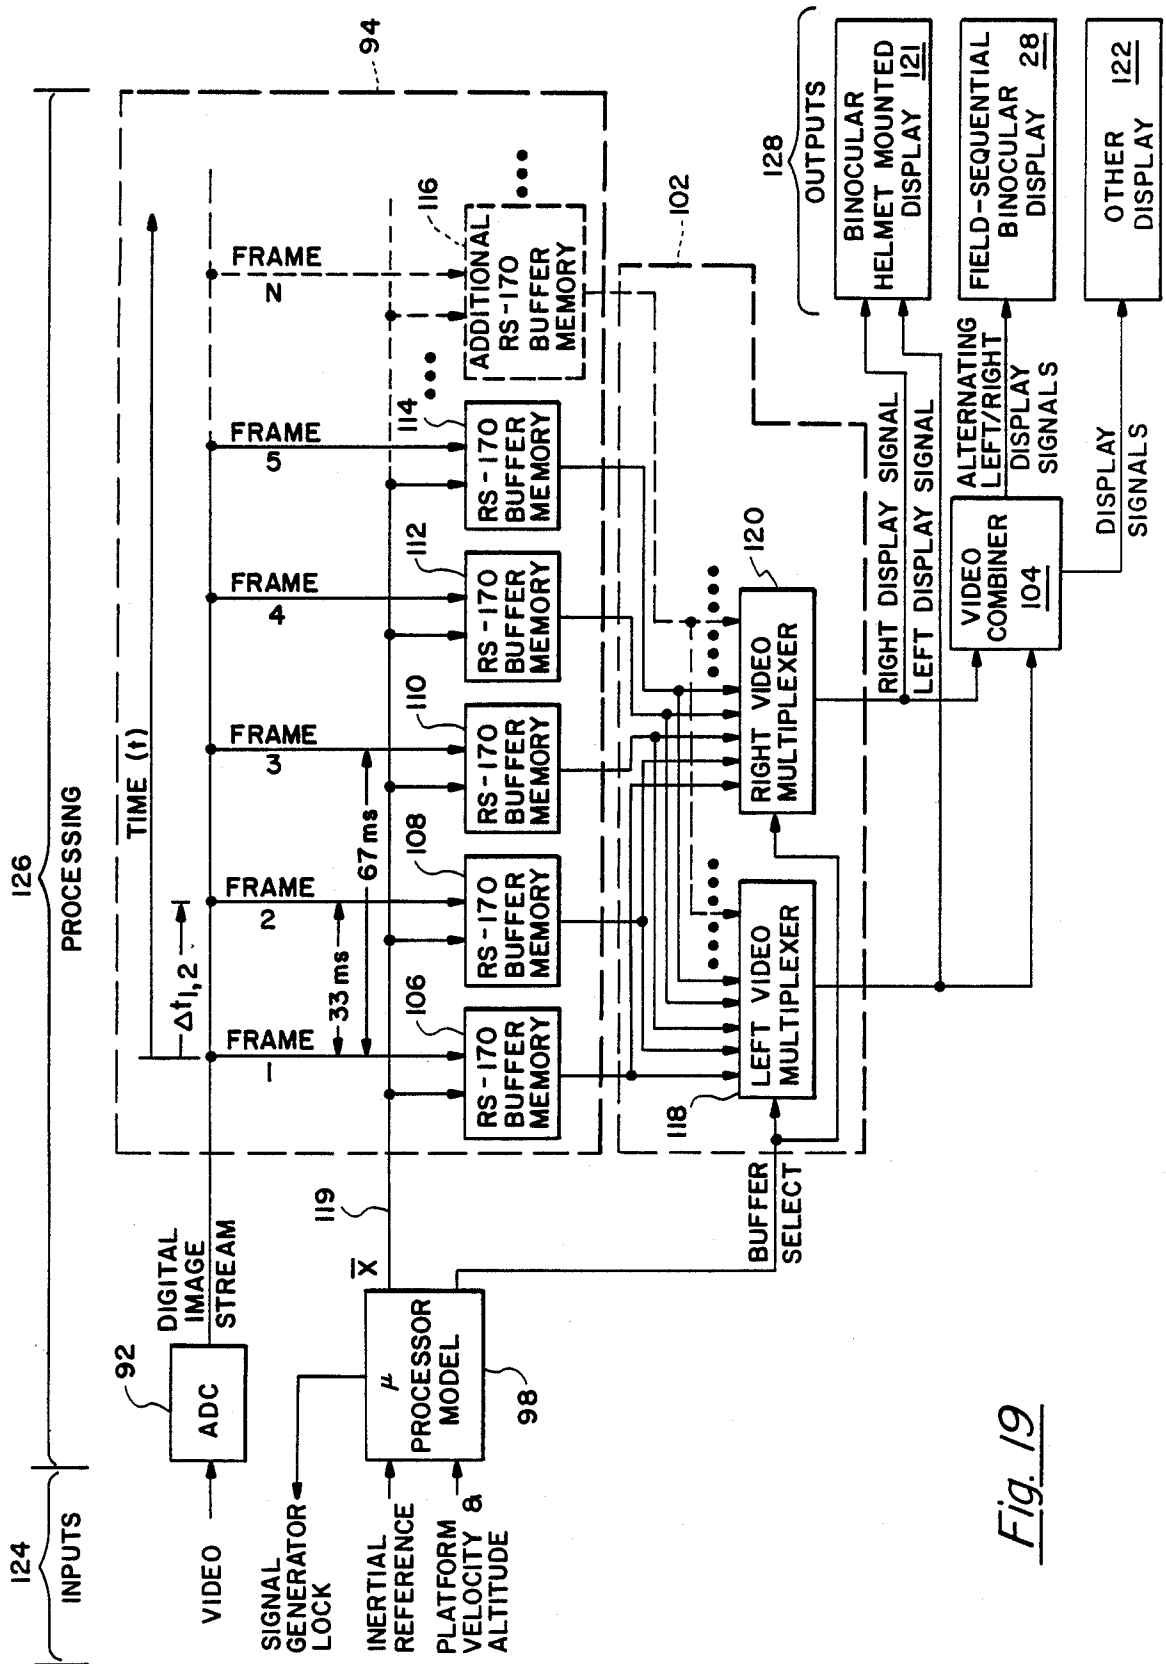 124
INPUTS
126
PROCESSING
VIDEO
92
ADC
DIGITAL
IMAGE
STREAM
TIME (t)
Δt1,2
94
FRAME
1
FRAME
2
FRAME
3
FRAME
4
FRAME
5
FRAME
N
33ms
67ms
SIGNAL
GENERATOR
LOCK
INERTIAL
REFERENCE
PLATFORM
VELOCITY &
ALTITUDE
μ
PROCESSOR
MODEL
98
X
119
106
RS-170
BUFFER
MEMORY
108
RS-170
BUFFER
MEMORY
110
RS-170
BUFFER
MEMORY
112
RS-170
BUFFER
MEMORY
114
RS-170
BUFFER
MEMORY
116
ADDITIONAL
RS-170
BUFFER
MEMORY
102
BUFFER
SELECT
118
LEFT VIDEO
MULTIPLEXER
120
RIGHT VIDEO
MULTIPLEXER
RIGHT DISPLAY SIGNAL
LEFT DISPLAY SIGNAL
VIDEO
COMBINER
104
ALTERNATING
LEFT/RIGHT
DISPLAY
SIGNALS
DISPLAY
SIGNALS
128
OUTPUTS
BINOCULAR
HELMET MOUNTED
DISPLAY 121
FIELD-SEQUENTIAL
BINOCULAR
DISPLAY 28
OTHER
DISPLAY 122
Fig. 19